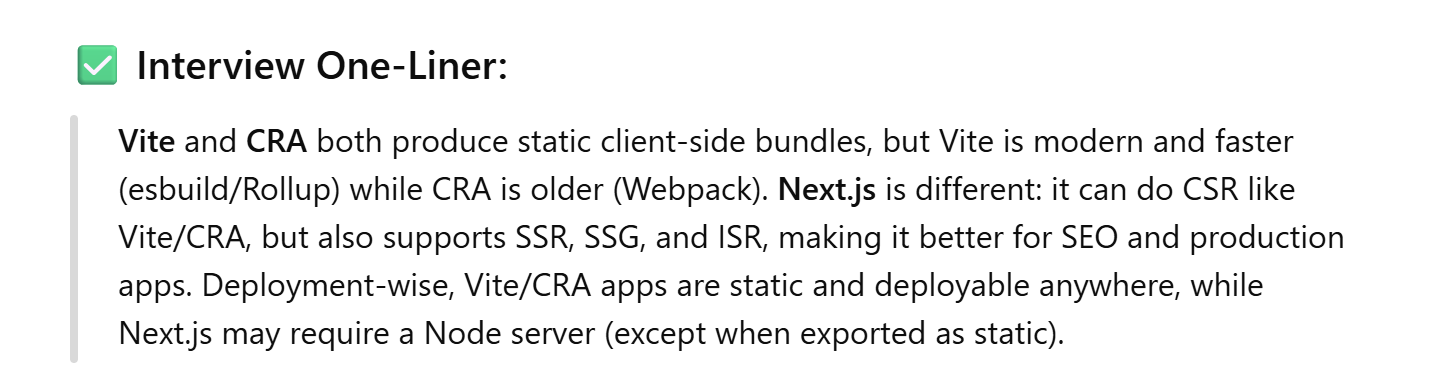 ✅ Interview One-Liner:
Vite and CRA both produce static client-side bundles, but Vite is modern and faster
(esbuild/Rollup) while CRA is older (Webpack). Next.js is different: it can do CSR like
Vite/CRA, but also supports SSR, SSG, and ISR, making it better for SEO and production
apps. Deployment-wise, Vite/CRA apps are static and deployable anywhere, while
Next.js may require a Node server (except when exported as static).